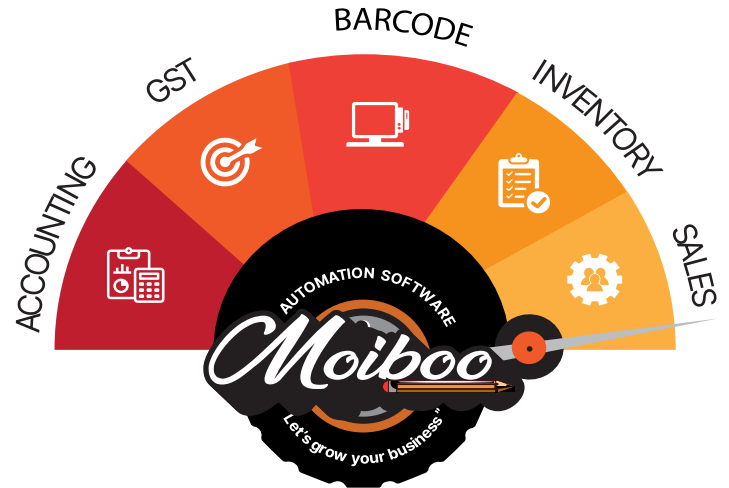 BARCODE
GST
INVENTORY
ACCOUNTING
SALES
AUTOMATION SOFTWARE
Moiboo
Let's grow your business"